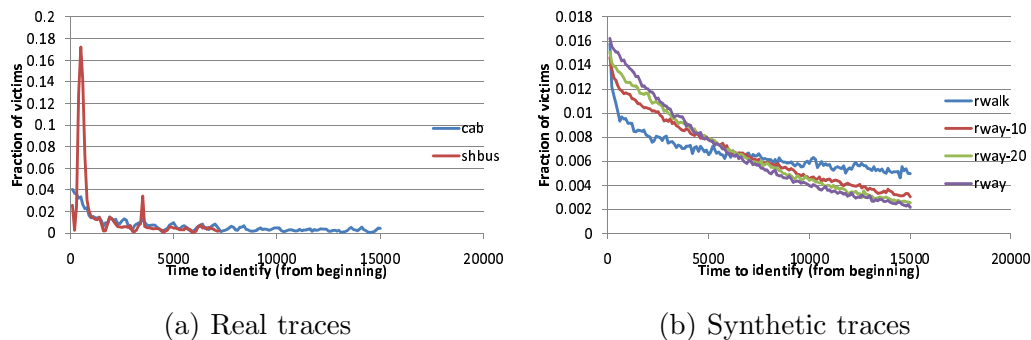 0.2
0.18
0.16
0.14
0.12
0.1
0.08
0.06
0.04
0.02
0
Fraction of victims
0 5000 10000 15000 20000
Time to identify (from beginning)
cab
shbus
(a) Real traces
0.018
0.016
0.014
0.012
0.01
0.008
0.006
0.004
0.002
0
Fraction of victims
0 5000 10000 15000 20000
Time to identify (from beginning)
rwalk
rway-10
rway-20
rway
(b) Synthetic traces